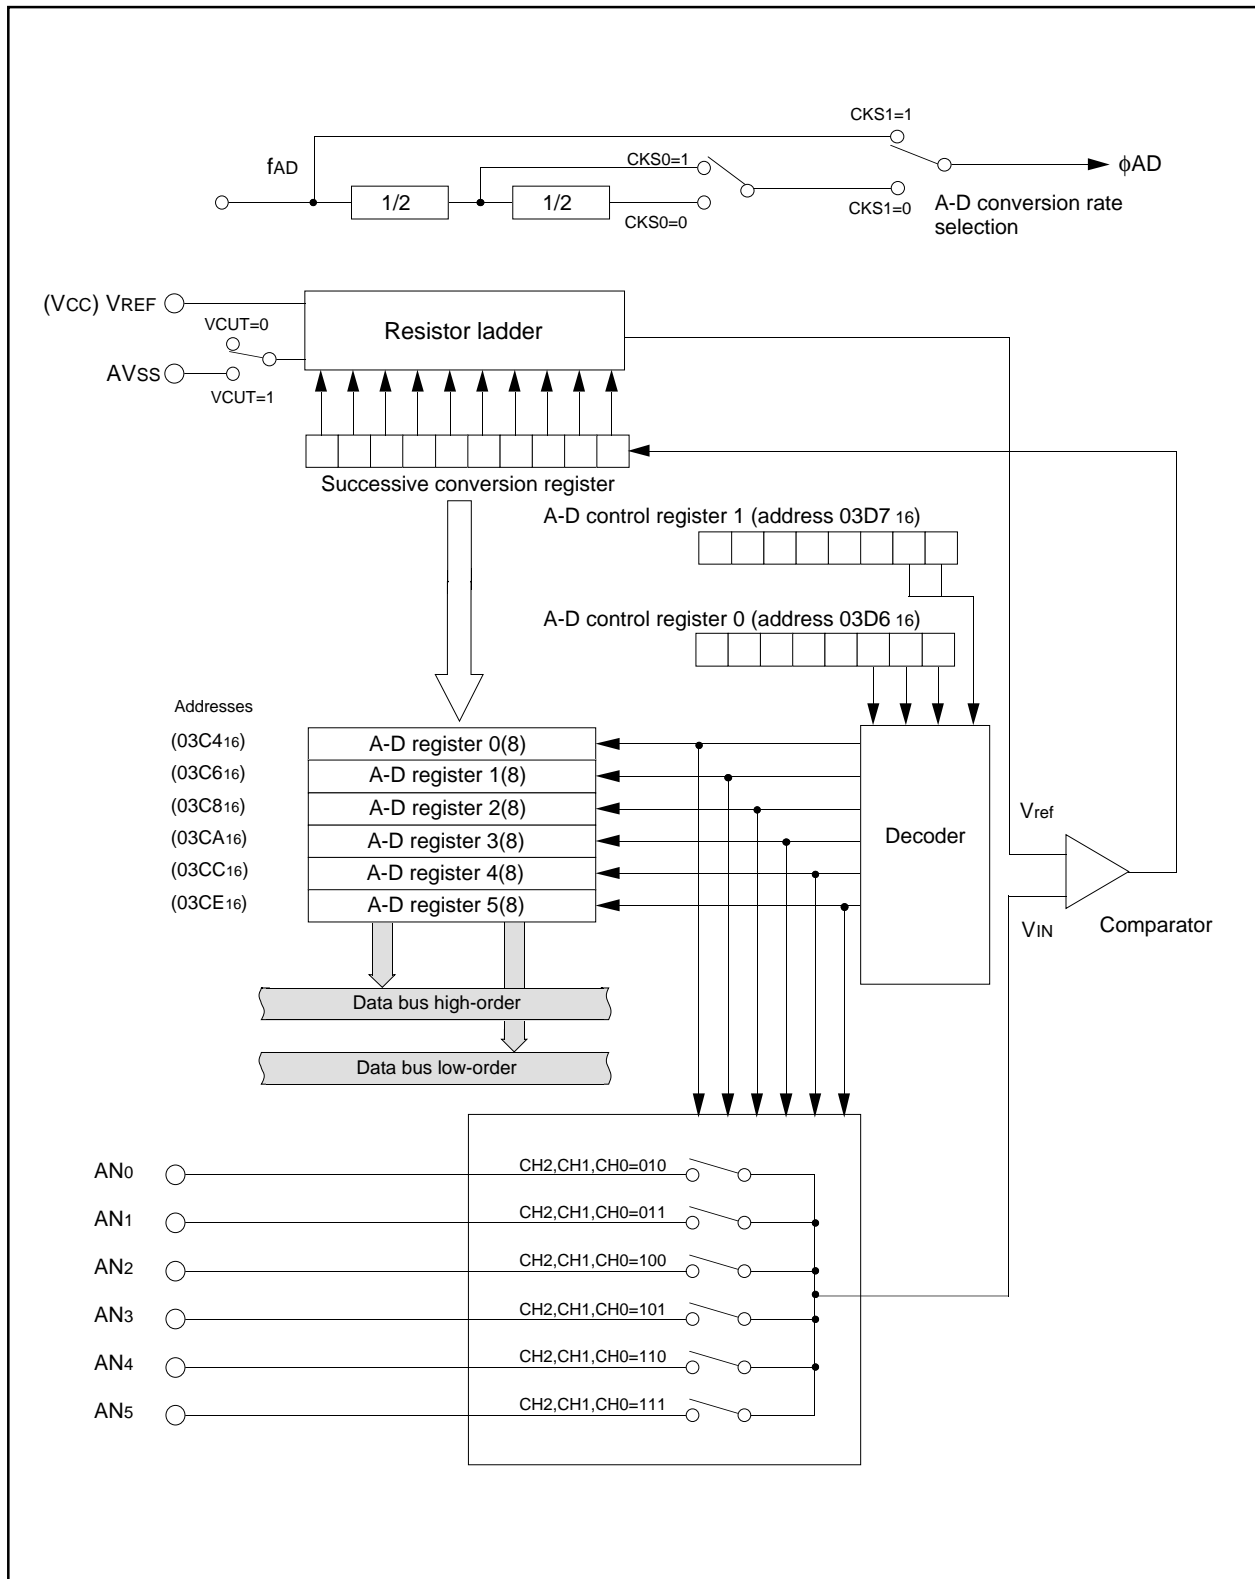 CKS1=1
fAD
CKS0=1
ϕAD
1/2
1/2
CKS0=0
CKS1=0
A-D conversion rate
selection
(VCC) VREF
VCUT=0
Resistor ladder
AVSS
VCUT=1
Successive conversion register
A-D control register 1 (address 03D7 16)
A-D control register 0 (address 03D6 16)
Addresses
(03C416)
A-D register 0(8)
(03C616)
A-D register 1(8)
(03C816)
A-D register 2(8)
(03CA16)
A-D register 3(8)
(03CC16)
A-D register 4(8)
(03CE16)
A-D register 5(8)
Decoder
Vref
VIN
Comparator
Data bus high-order
Data bus low-order
AN0
CH2,CH1,CH0=010
AN1
CH2,CH1,CH0=011
AN2
CH2,CH1,CH0=100
AN3
CH2,CH1,CH0=101
AN4
CH2,CH1,CH0=110
AN5
CH2,CH1,CH0=111